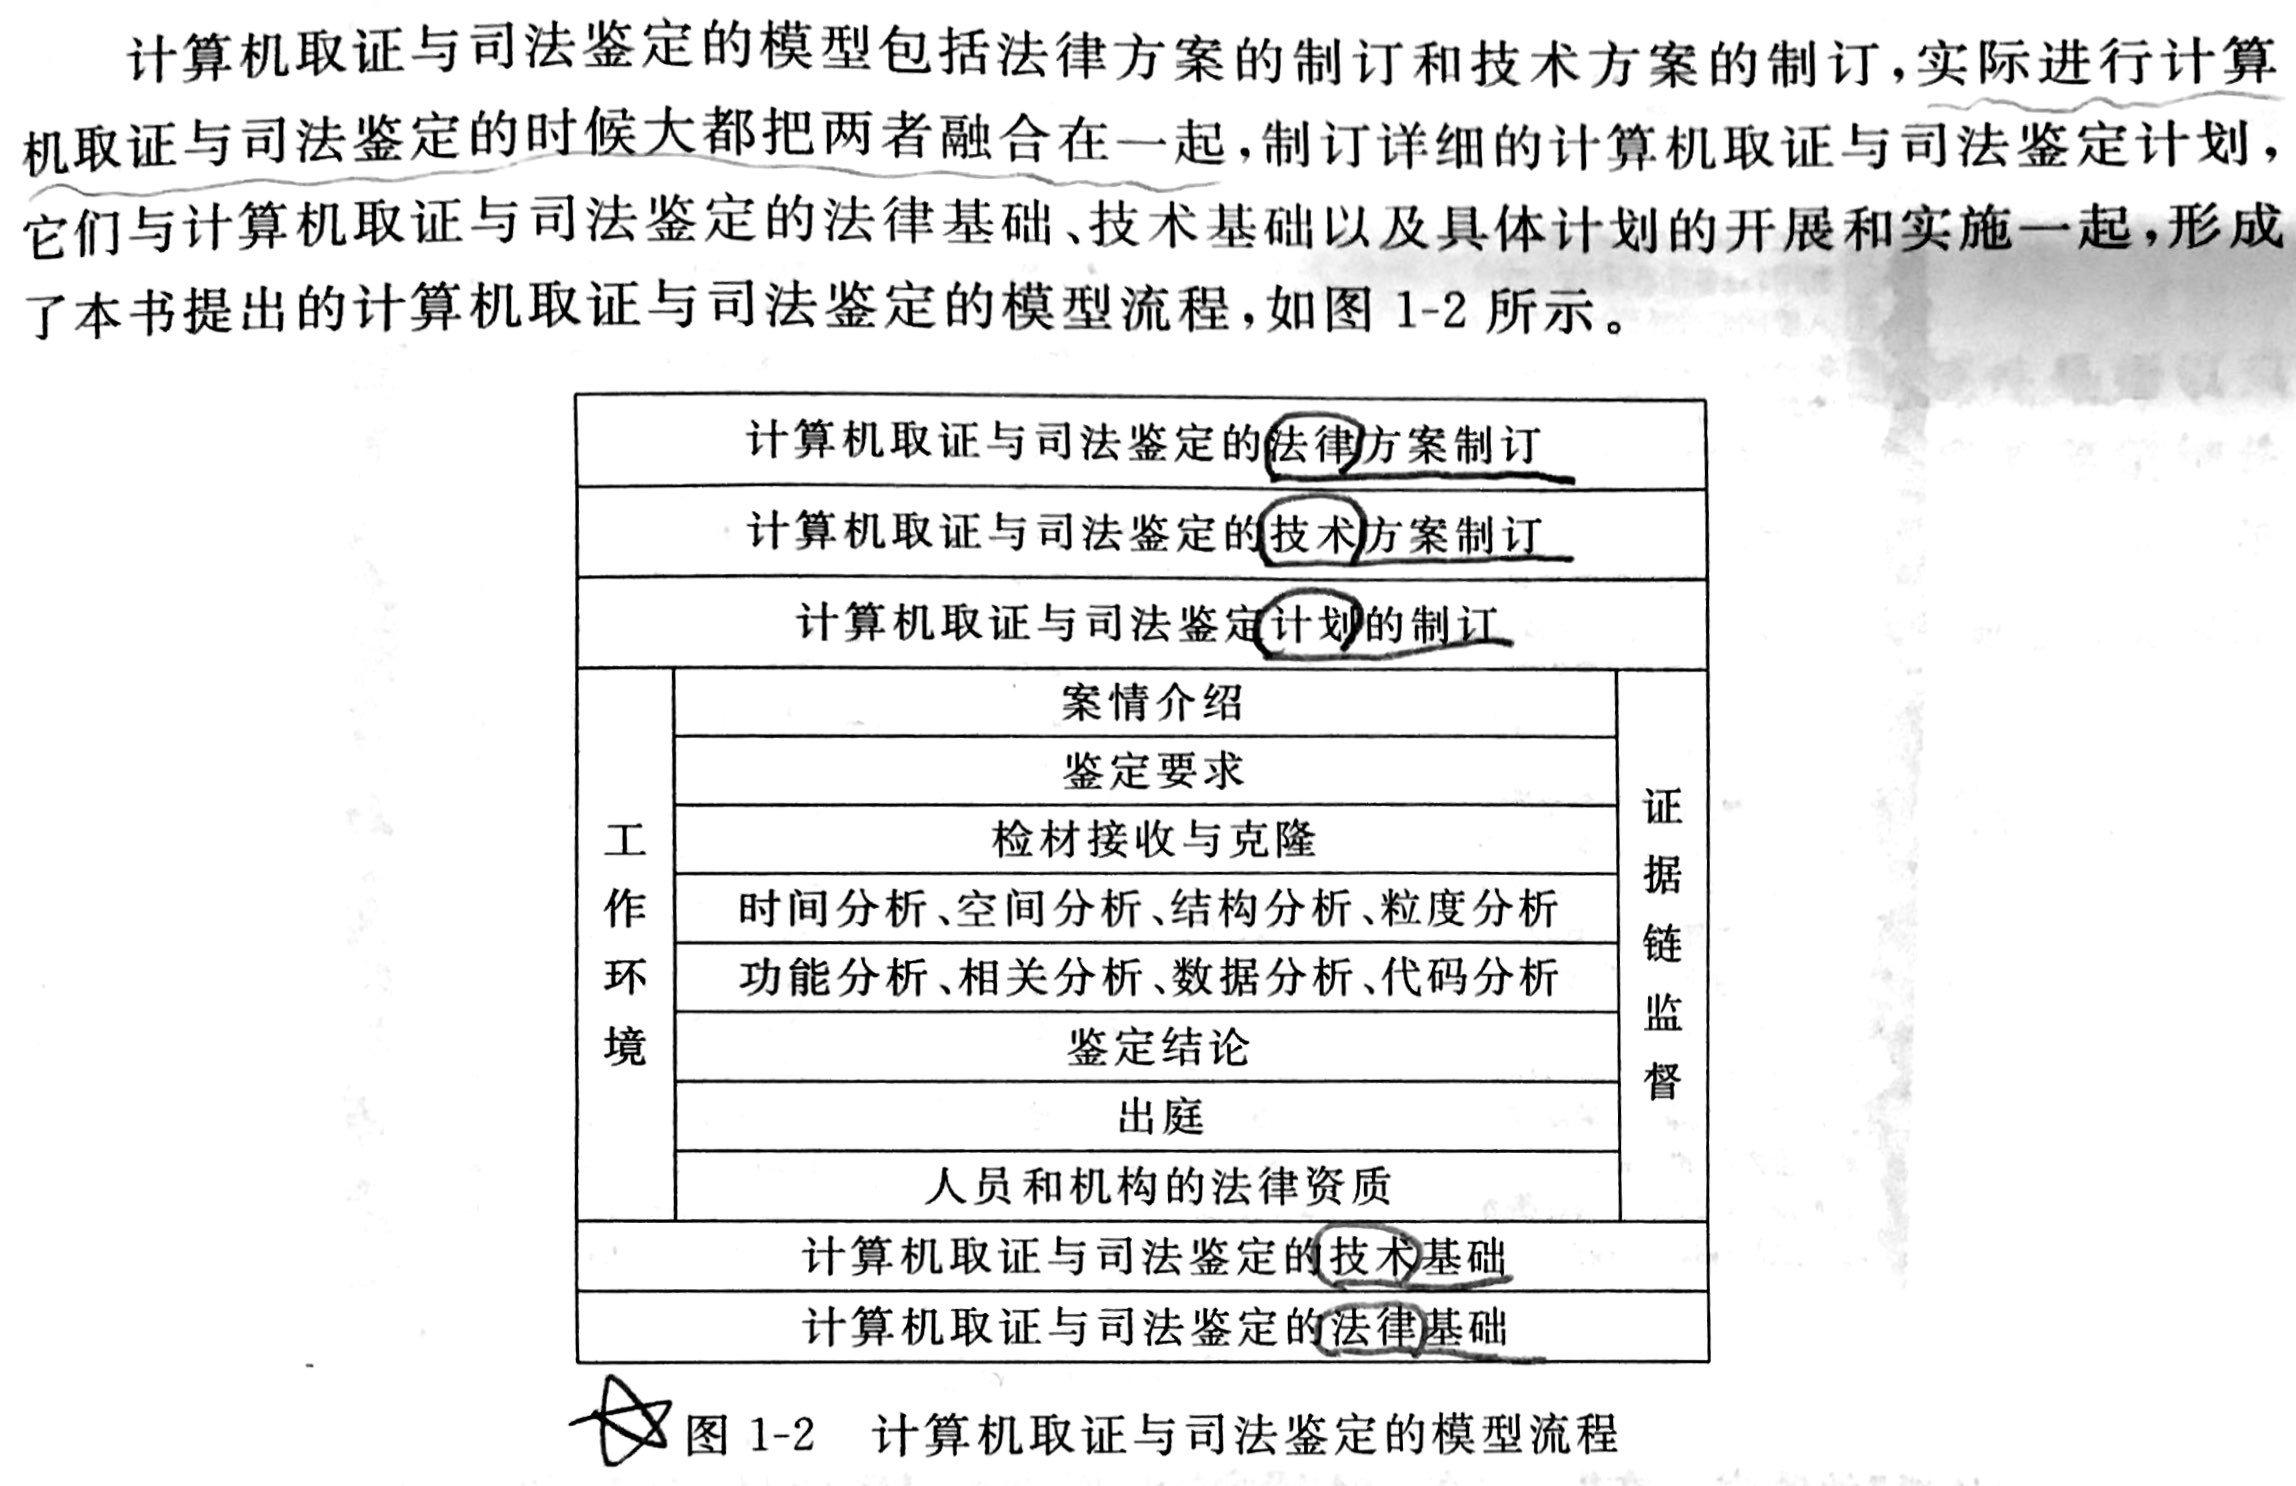 计算机取证与司法鉴定的模型包括法律方案的制订和技术方案的制订,实际进行计算
机取证与司法鉴定的时候大都把两者融合在一起,制订详细的计算机取证与司法鉴定计划,
它们与计算机取证与司法鉴定的法律基础、技术基础以及具体计划的开展和实施一起,形成
了本书提出的计算机取证与司法鉴定的模型流程,如图 1-2 所示。
计算机取证与司法鉴定的法律方案制订
计算机取证与司法鉴定的技术方案制订
计算机取证与司法鉴定计划的制订
工作环境
案情介绍
鉴定要求
检材接收与克隆
时间分析、空间分析、结构分析、粒度分析
功能分析、相关分析、数据分析、代码分析
鉴定结论
出庭
人员和机构的法律资质
证据链监督
计算机取证与司法鉴定的技术基础
计算机取证与司法鉴定的法律基础
图 1-2 计算机取证与司法鉴定的模型流程